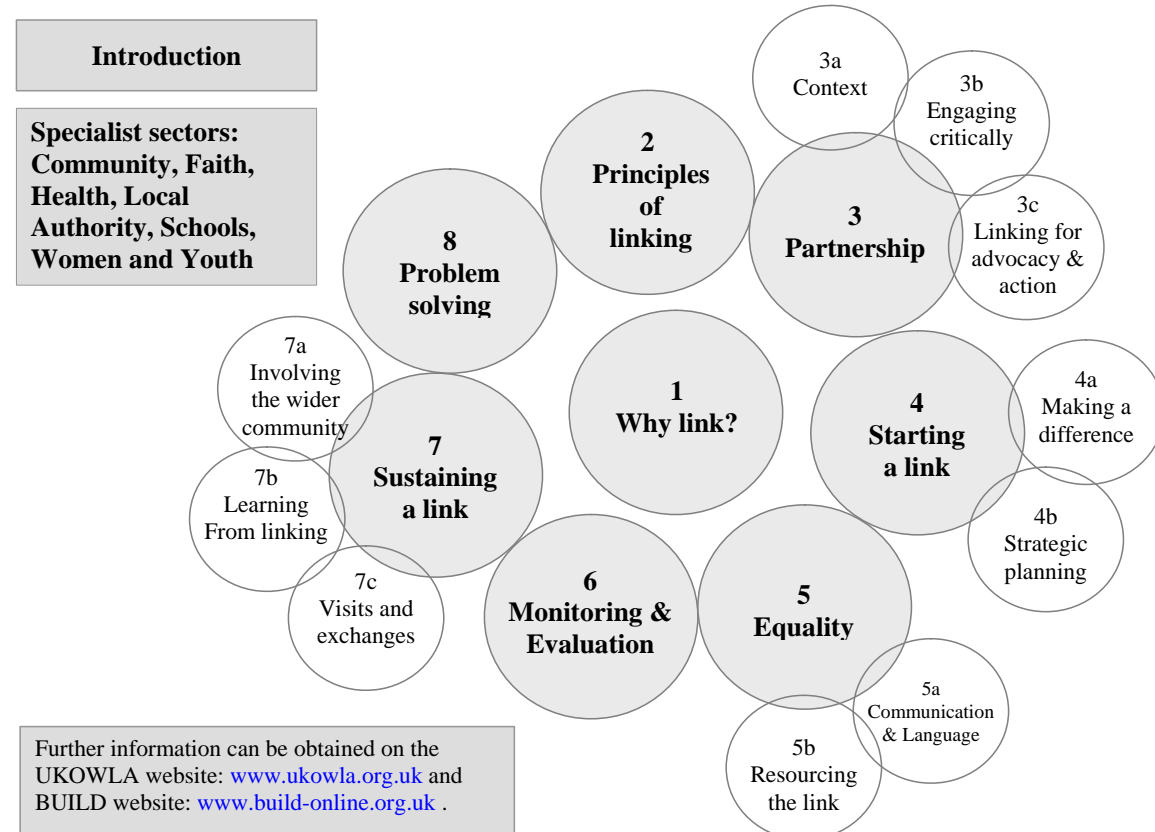 Introduction
Specialist sectors:
Community, Faith,
Health, Local
Authority, Schools,
Women and Youth
1
Why link?
2
Principles
of
linking
3
Partnership
3a
Context
3b
Engaging
critically
3c
Linking for
advocacy &
action
4
Starting
a link
4a
Making a
difference
4b
Strategic
planning
5
Equality
5a
Communication
& Language
5b
Resourcing
the link
6
Monitoring &
Evaluation
7
Sustaining
a link
7a
Involving
the wider
community
7b
Learning
From linking
7c
Visits and
exchanges
8
Problem
solving
Further information can be obtained on the
UKOWLA website: www.ukowla.org.uk and
BUILD website: www.build-online.org.uk .